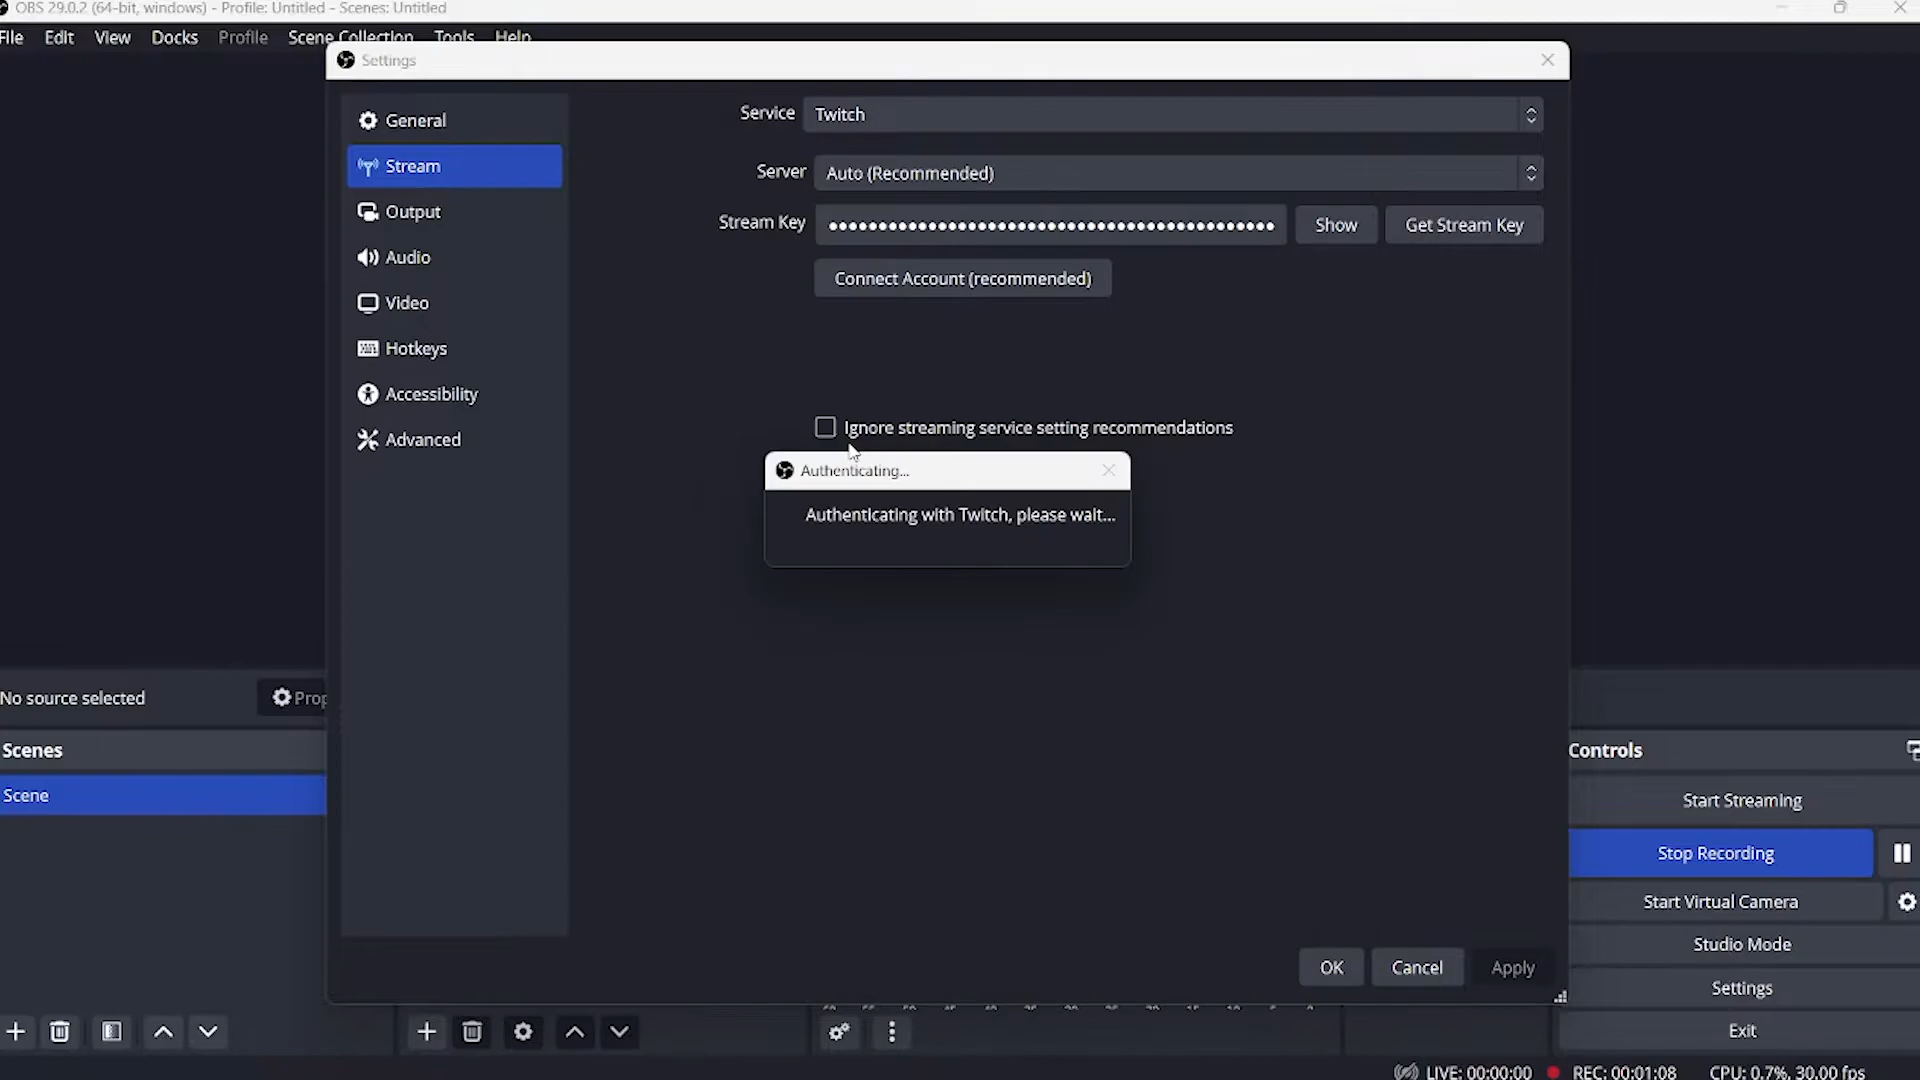 OBS 29.0.2 (64-bit, windows) - Profile: Untitled - Scenes: Untitled
File Edit View Docks Profile Scene Collection Tools Help
Settings
General
Stream
Output
Audio
Video
Hotkeys
Accessibility
Advanced
Service Twitch
Server Auto (Recommended)
Stream Key ••••••••••••••••••••••••••••••••••••••••••••• Show Get Stream Key
Connect Account (recommended)
Ignore streaming service setting recommendations
Authenticating...
Authenticating with Twitch, please wait...
OK Cancel Apply
No source selected Prop
Scenes
Scene
Controls
Start Streaming
Stop Recording
Start Virtual Camera
Studio Mode
Settings
Exit
LIVE: 00:00:00 REC: 00:01:08 CPU: 0.7%, 30.00 fps